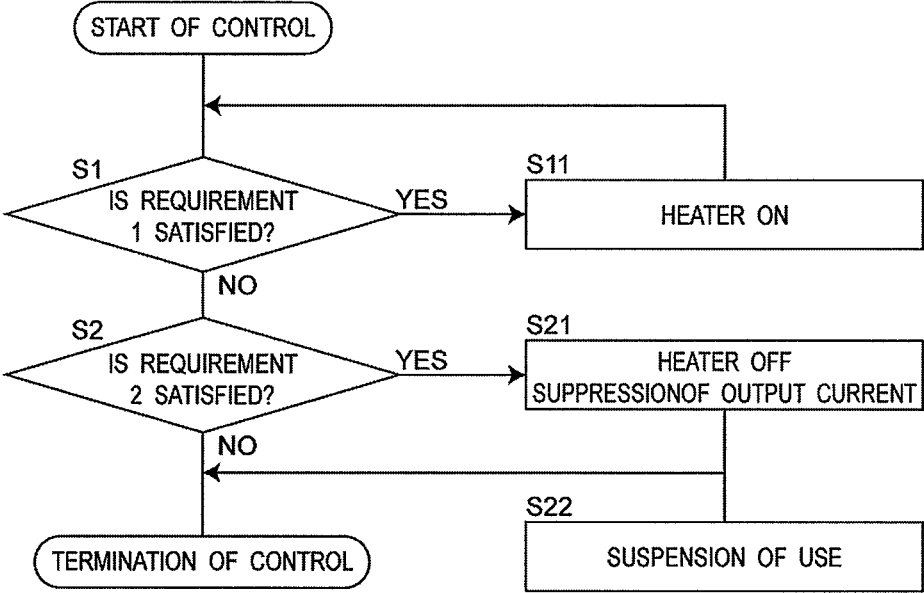 START OF CONTROL
S1
IS REQUIREMENT
1 SATISFIED?
YES
S11
HEATER ON
NO
S2
IS REQUIREMENT
2 SATISFIED?
YES
S21
HEATER OFF
SUPPRESSIONOF OUTPUT CURRENT
NO
S22
SUSPENSION OF USE
TERMINATION OF CONTROL